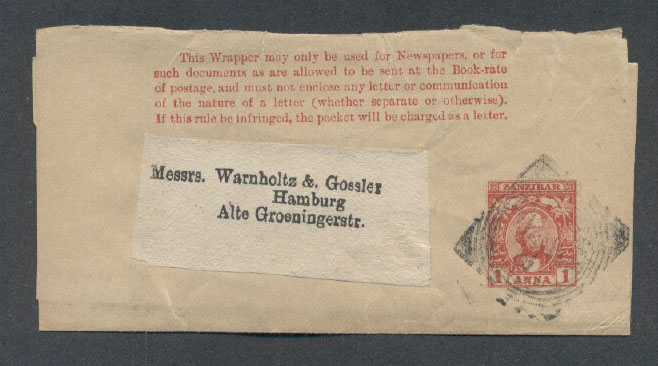 This Wrapper may only be used for Newspapers, or for
such documents as are allowed to be sent at the Book-rate
of postage, and must not enclose any letter or communication
of the nature of a letter (whether separate or otherwise).
If this rule be infringed, the packet will be charged as a letter.
Messrs. Warnholtz & Gossler
Hamburg
Alte Groeningerstr.
ZANZIBAR
1 ANNA 1